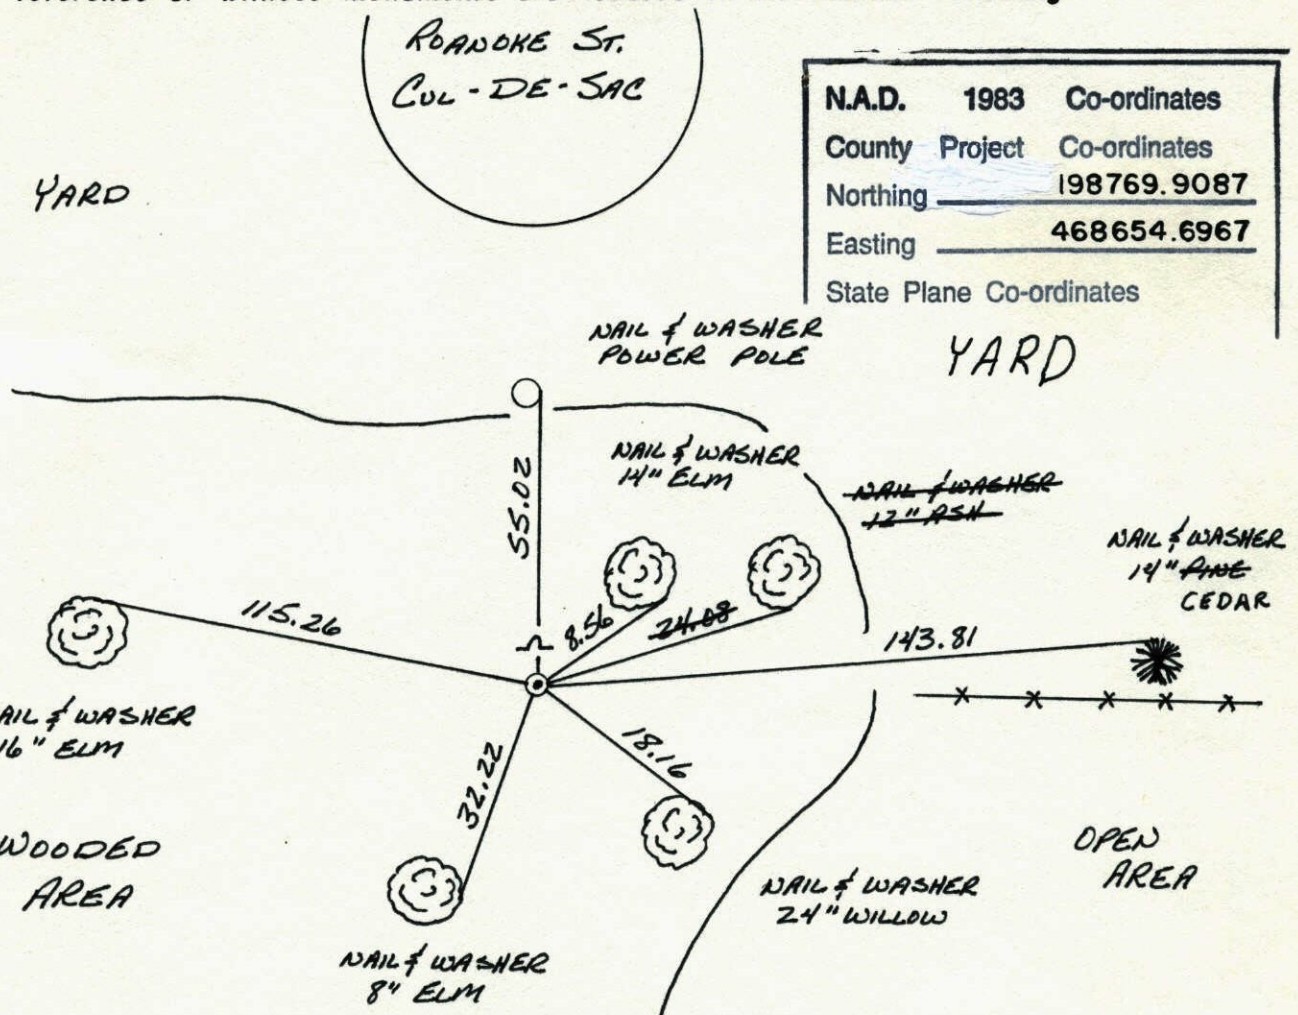 ROANOKE ST.
CUL-DE-SAC
N.A.D. 1983 Co-ordinates
County Project Co-ordinates
Northing 198769.9087
Easting 468654.6967
State Plane Co-ordinates
YARD
NAIL & WASHER
POWER POLE
YARD
55.02
NAIL & WASHER
14" ELM
NAIL & WASHER
12" ASH
NAIL & WASHER
14" PINE
CEDAR
115.26
8.56
24.08
143.81
AIL & WASHER
16" ELM
32.22
18.16
WOODED
AREA
OPEN
AREA
NAIL & WASHER
24" WILLOW
NAIL & WASHER
8" ELM